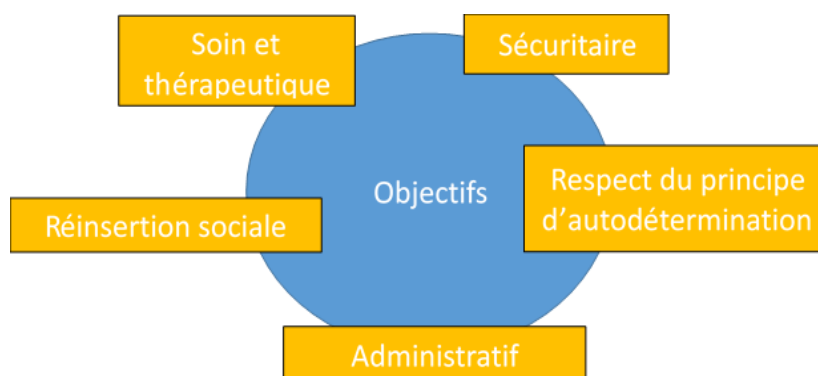 Soin et
thérapeutique
Sécuritaire
Objectifs
Respect du principe
d'autodétermination
Réinsertion sociale
Administratif